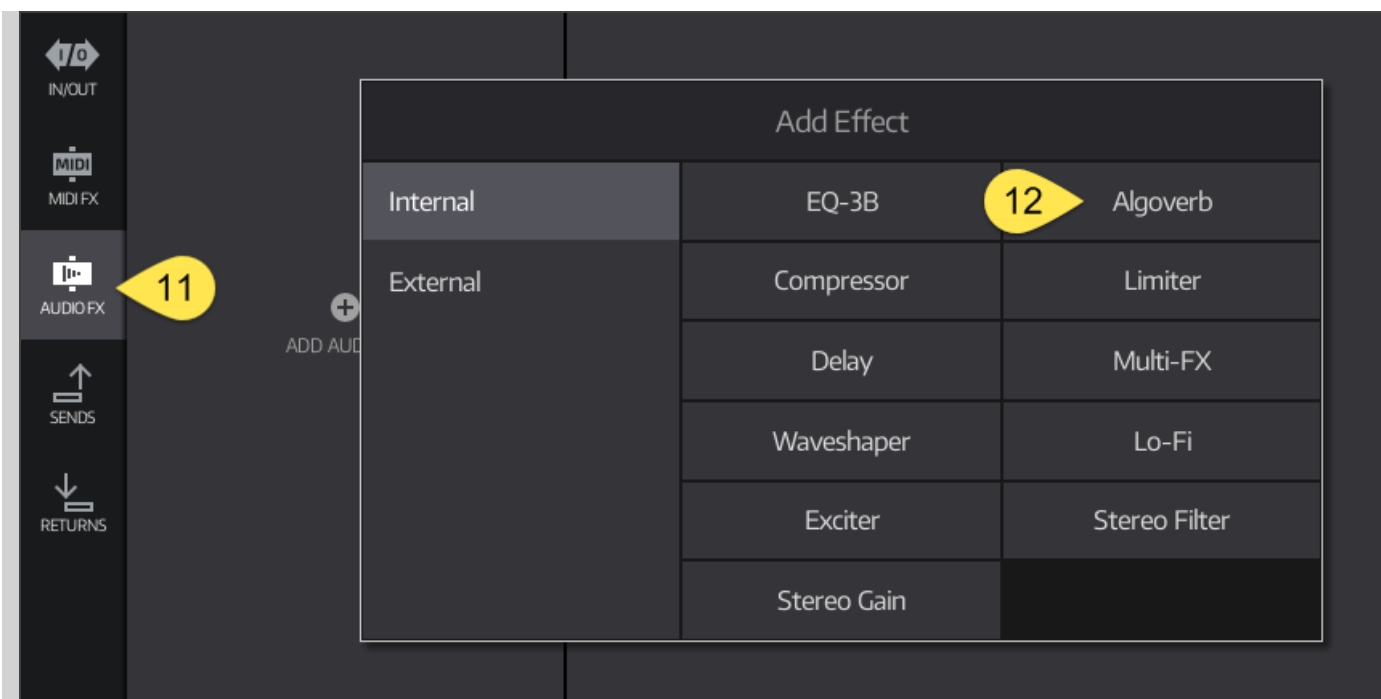 I/O
IN/OUT
MIDI
MIDI FX
AUDIO FX
11
SENDS
RETURNS
ADD AUD
Add Effect
Internal
External
EQ-3B
12
Algoverb
Compressor
Limiter
Delay
Multi-FX
Waveshaper
Lo-Fi
Exciter
Stereo Filter
Stereo Gain